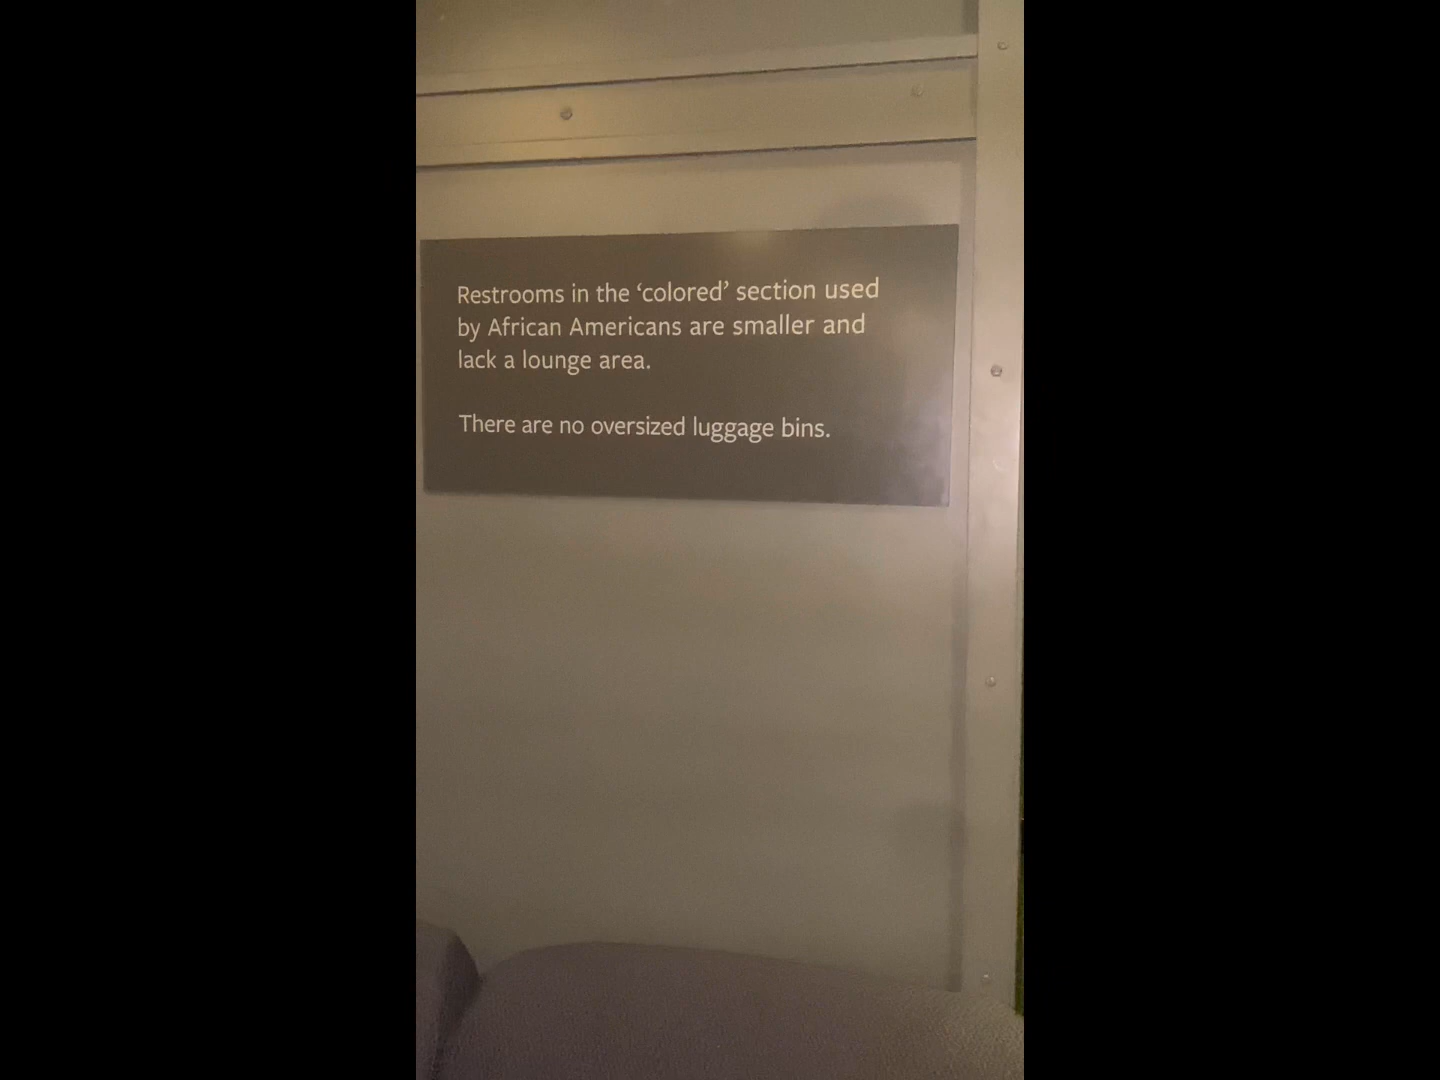 Restrooms in the ‘colored’ section used
by African Americans are smaller and
lack a lounge area.
There are no oversized luggage bins.